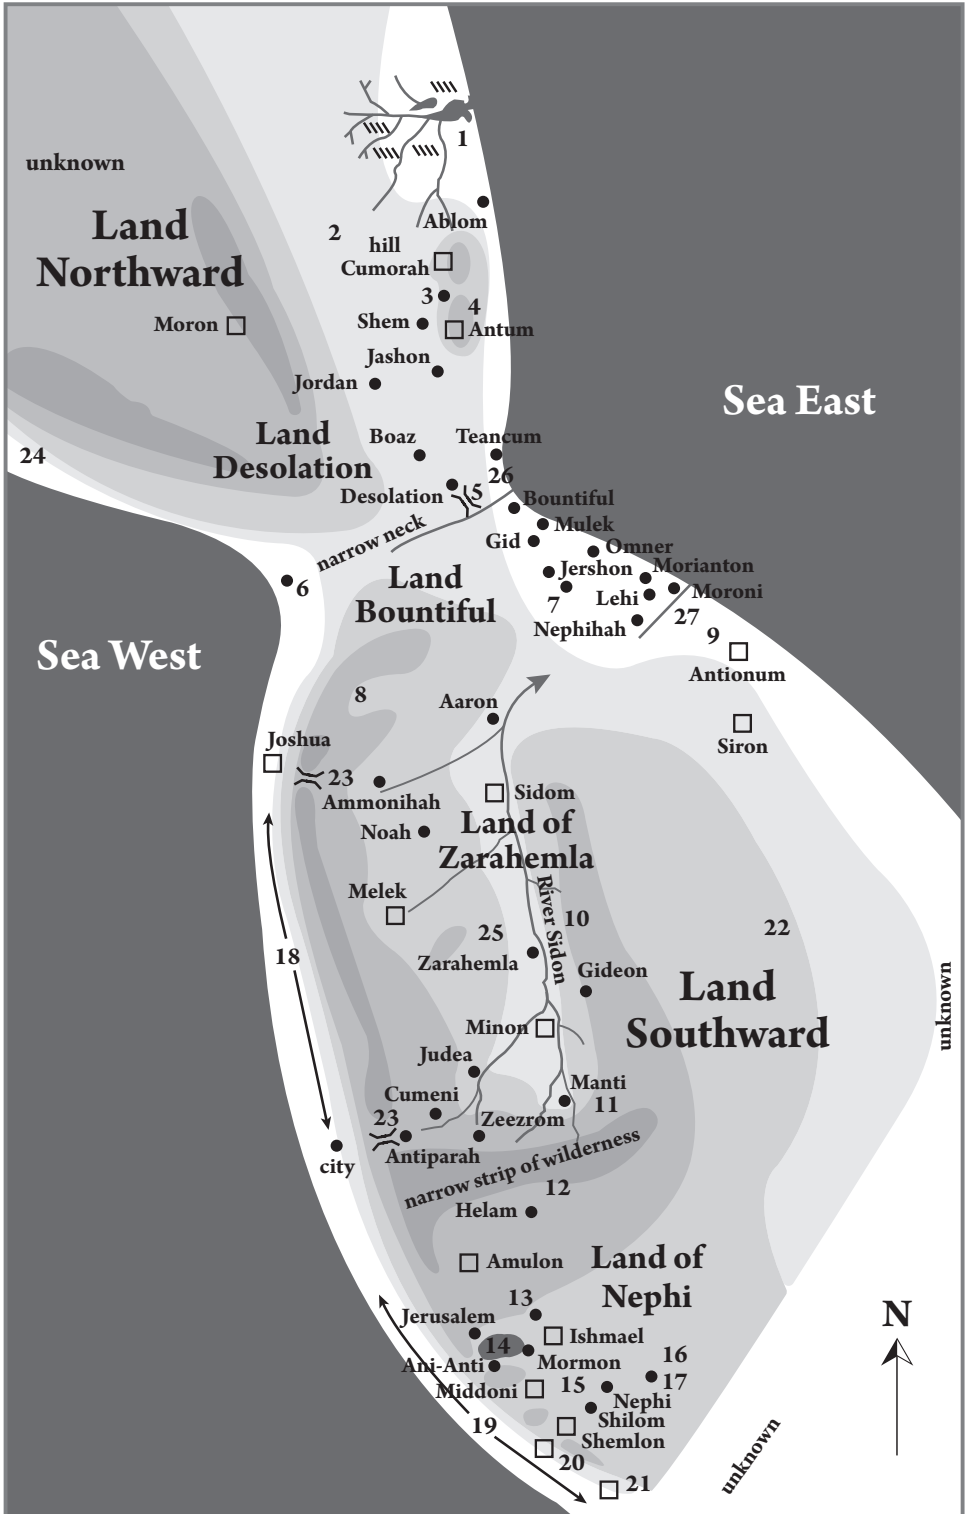 1
unknown
Ablom
Land
Northward
2
hill
Cumorah
3
4
Moron
Shem
Antum
Jashon
Jordan
Sea East
Land
Desolation
Boaz
Teancum
24
26
Desolation
5
Bountiful
narrow neck
Mulek
Gid
Omner
Jershon
Morianton
6
Land
Bountiful
7
Lehi
Moroni
Nephihah
27
9
Sea West
Antionum
8
Aaron
Siron
Joshua
23
Ammonihah
Sidom
Noah
Land of
Zarahemla
Melek
River Sidon
10
22
25
18
Zarahemla
Gideon
Land
Southward
unknown
Minon
Judea
Manti
Cumeni
11
23
Zeezrom
city
Antiparah
narrow strip of wilderness
12
Helam
Amulon
Land of
Nephi
13
Jerusalem
Ishmael
14
Ani-Anti
Mormon
16
Middoni
15
17
Nephi
19
Shilom
Shemlon
20
21
unknown
N